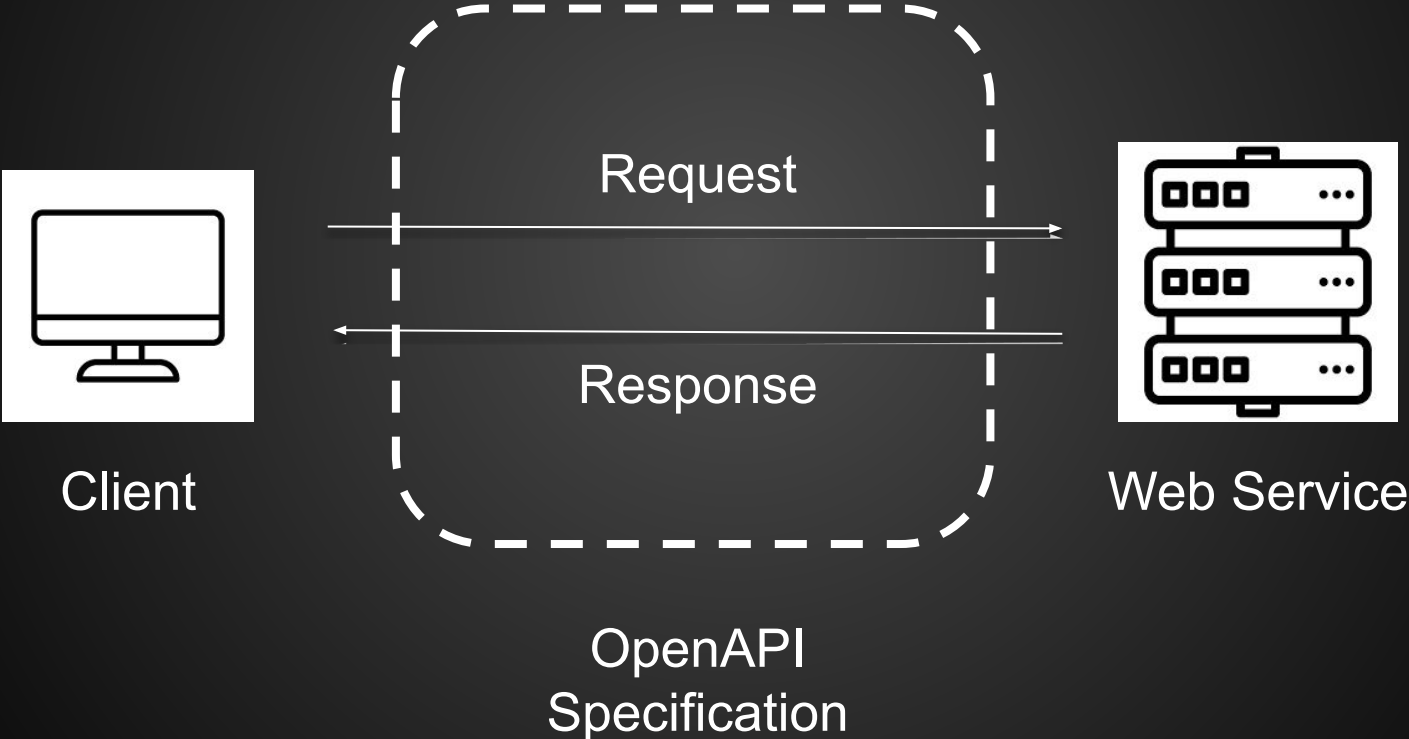 Request
Response
Client
Web Service
OpenAPI
Specification